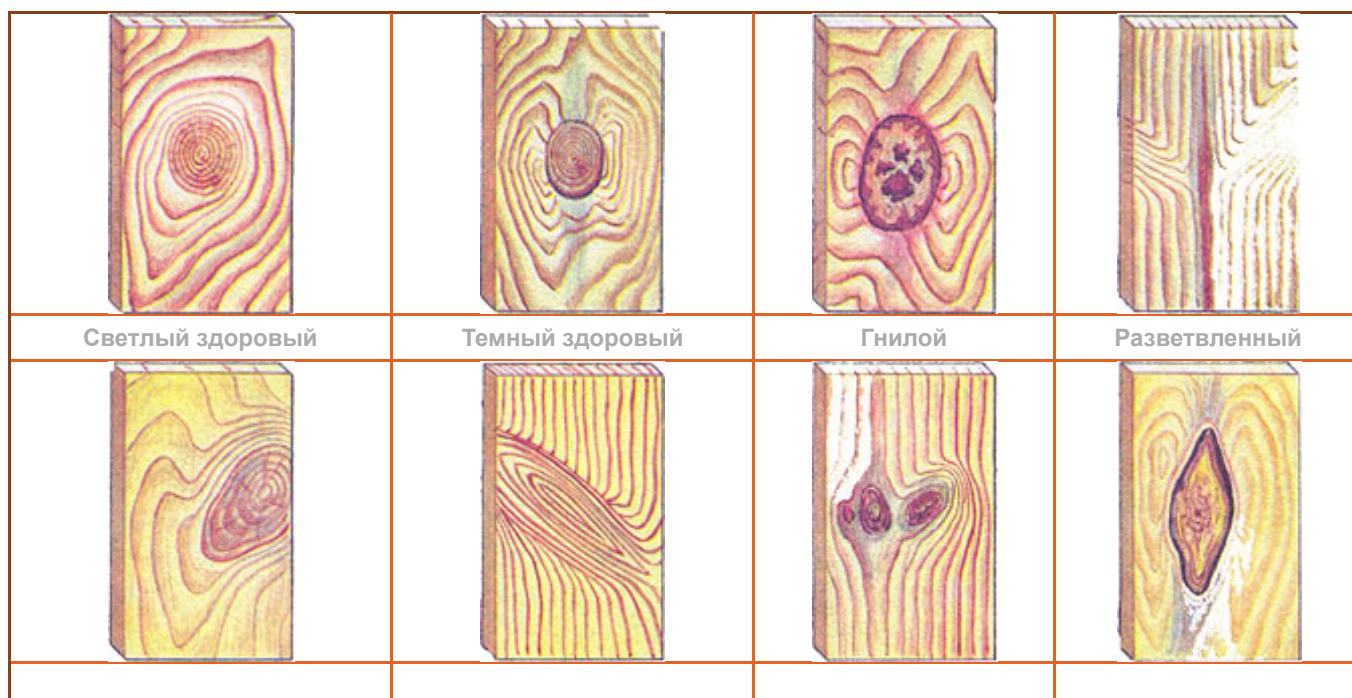 Светлый здоровый
Темный здоровый
Гнилой
Разветвленный